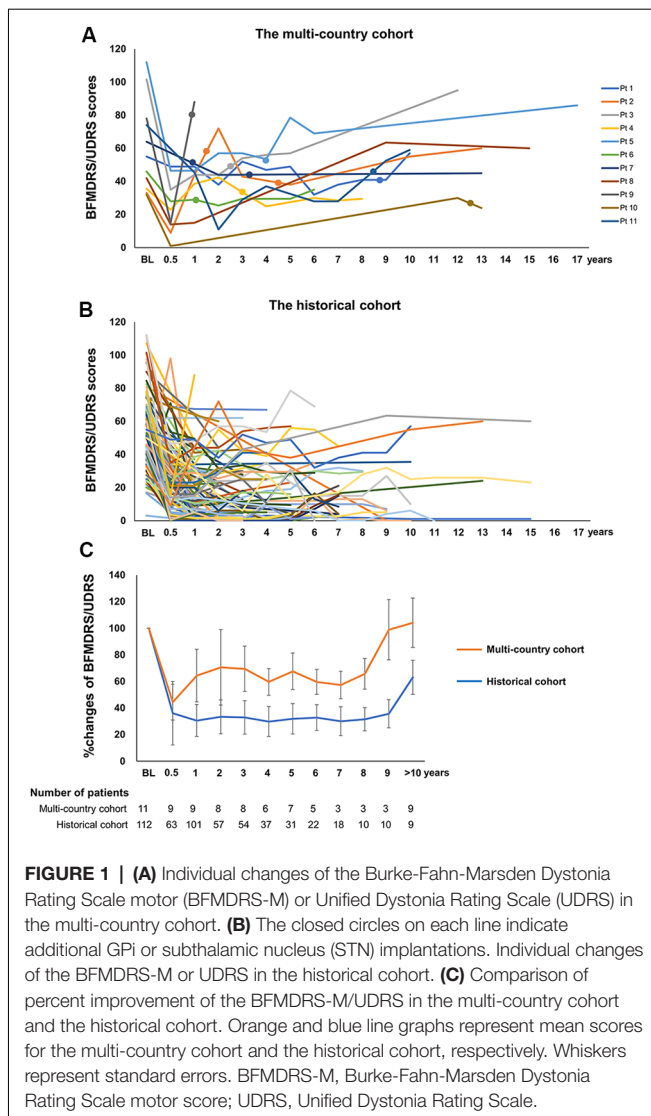 A
The multi-country cohort
BFMDRS/UDRS scores
120
100
80
60
40
20
0
BL 0.5 1 2 3 4 5 6 7 8 9 10 11 12 13 14 15 16 17 years
Pt 1
Pt 2
Pt 3
Pt 4
Pt 5
Pt 6
Pt 7
Pt 8
Pt 9
Pt 10
Pt 11
B
The historical cohort
BFMDRS/UDRS scores
120
100
80
60
40
20
0
BL 0.5 1 2 3 4 5 6 7 8 9 10 11 12 13 14 15 16 17 years
C
%changes of BFMDRS/UDRS
140
120
100
80
60
40
20
0
Multi-country cohort
Historical cohort
BL 0.5 1 2 3 4 5 6 7 8 9 >10 years
Number of patients
Multi-country cohort 11 9 9 8 8 6 7 5 3 3 3 9
Historical cohort 112 63 101 57 54 37 31 22 18 10 10 9
FIGURE 1 | (A) Individual changes of the Burke-Fahn-Marsden Dystonia
Rating Scale motor (BFMDRS-M) or Unified Dystonia Rating Scale (UDRS) in
the multi-country cohort. (B) The closed circles on each line indicate
additional GPi or subthalamic nucleus (STN) implantations. Individual changes
of the BFMDRS-M or UDRS in the historical cohort. (C) Comparison of
percent improvement of the BFMDRS-M/UDRS in the multi-country cohort
and the historical cohort. Orange and blue line graphs represent mean scores
for the multi-country cohort and the historical cohort, respectively. Whiskers
represent standard errors. BFMDRS-M, Burke-Fahn-Marsden Dystonia
Rating Scale motor score; UDRS, Unified Dystonia Rating Scale.